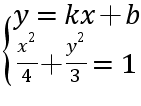 y = kx + b
x²/4 + y²/3 = 1